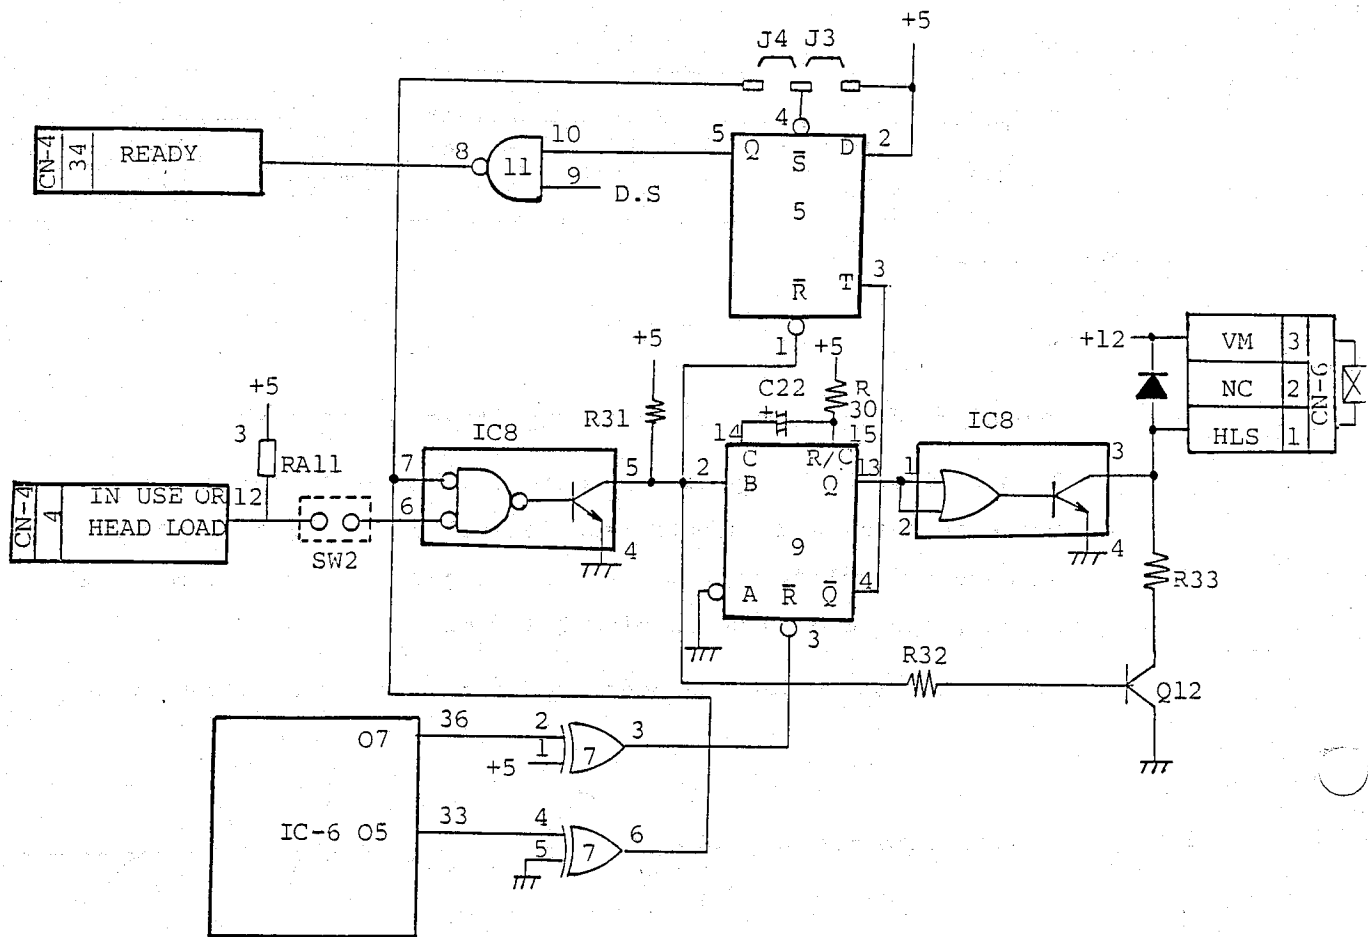 +5
J4 J3
4
5
Q
S̅
D
2
10
8
11
9
D.S
CN-4
34
READY
5
R̅
T
3
1
+5
+5
C22
+
R
30
14
15
R31
IC8
+5
3
RA11
CN-4
4
IN USE OR
HEAD LOAD
12
SW2
7
6
5
4
2
C
R/C
B
Q
13
9
A
R̅
Q̅
4
3
IC8
1
2
3
4
+12
VM
3
NC
2
HLS
1
CN-6
R33
R32
Q12
O7
36
2
1
+5
7
3
IC-6
O5
33
4
5
7
6